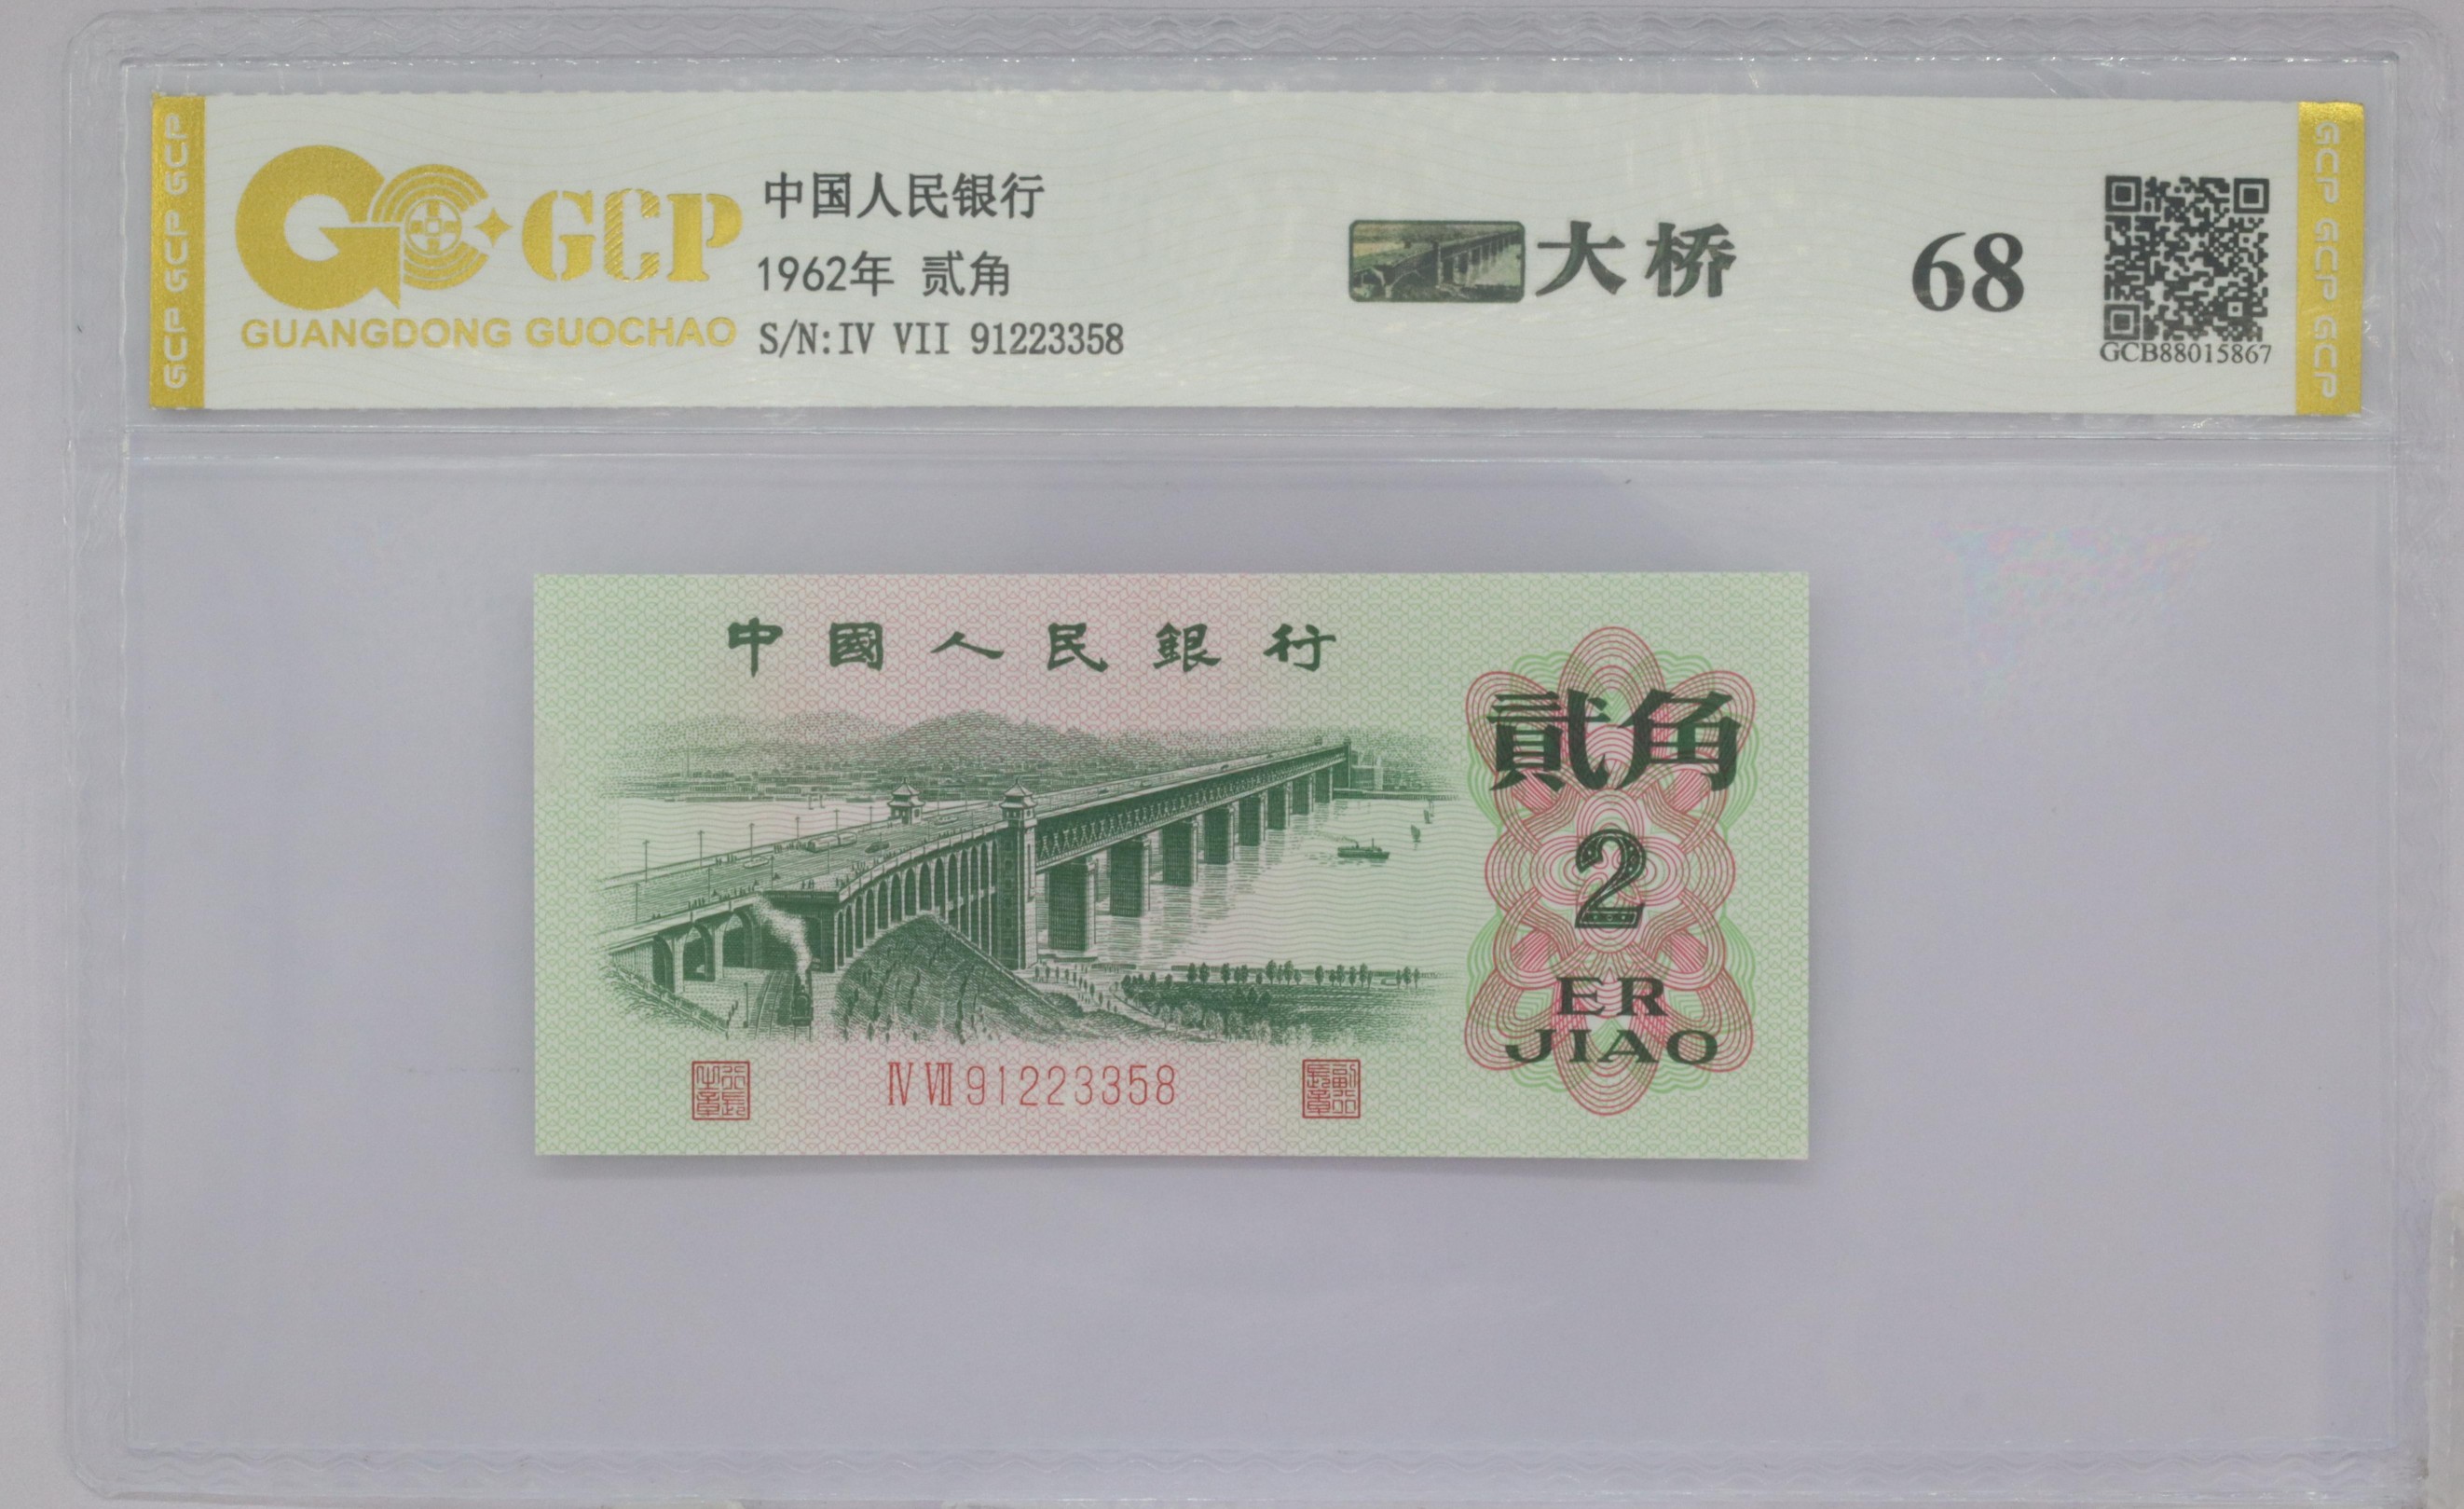 GCP GCP GCP
GCP
GUANGDONG GUOCHAO
中国人民银行
1962年 贰角
S/N:IV VII 91223358
大桥
68
GCB88015867
GCP GCP GCP
中國人民銀行
貳角
2
ER
JIAO
IV VII 91223358